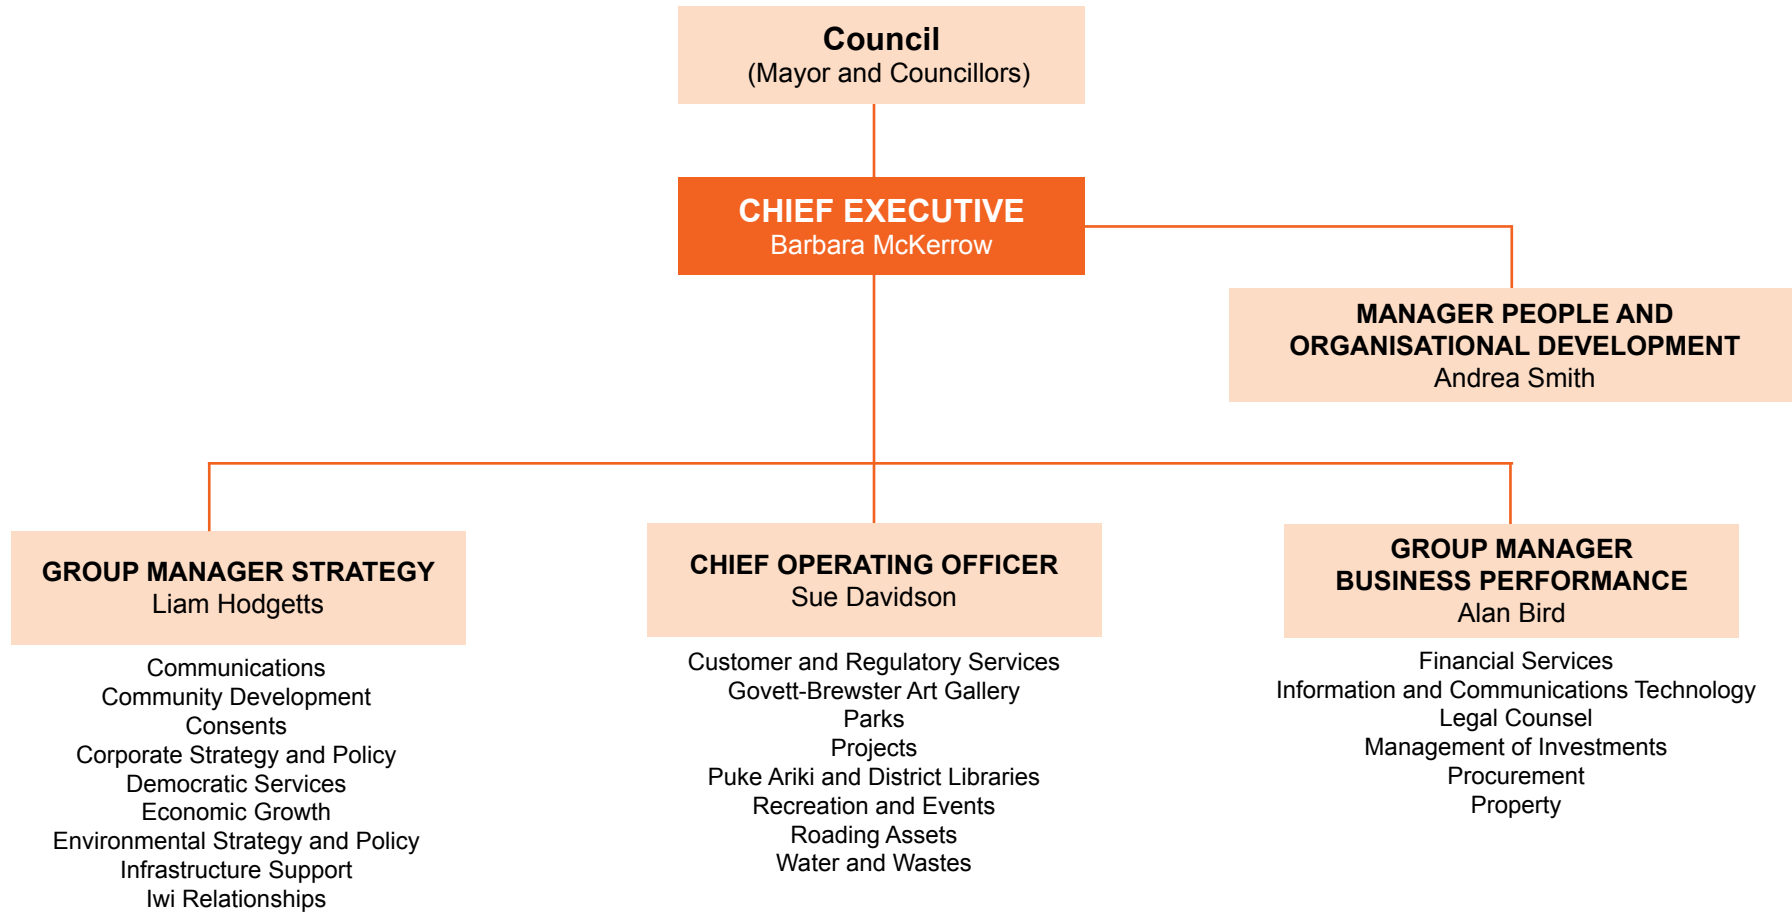 Council
(Mayor and Councillors)
CHIEF EXECUTIVE
Barbara McKerrow
MANAGER PEOPLE AND
ORGANISATIONAL DEVELOPMENT
Andrea Smith
GROUP MANAGER STRATEGY
Liam Hodgetts
Communications
Community Development
Consents
Corporate Strategy and Policy
Democratic Services
Economic Growth
Environmental Strategy and Policy
Infrastructure Support
Iwi Relationships
CHIEF OPERATING OFFICER
Sue Davidson
Customer and Regulatory Services
Govett-Brewster Art Gallery
Parks
Projects
Puke Ariki and District Libraries
Recreation and Events
Roading Assets
Water and Wastes
GROUP MANAGER
BUSINESS PERFORMANCE
Alan Bird
Financial Services
Information and Communications Technology
Legal Counsel
Management of Investments
Procurement
Property